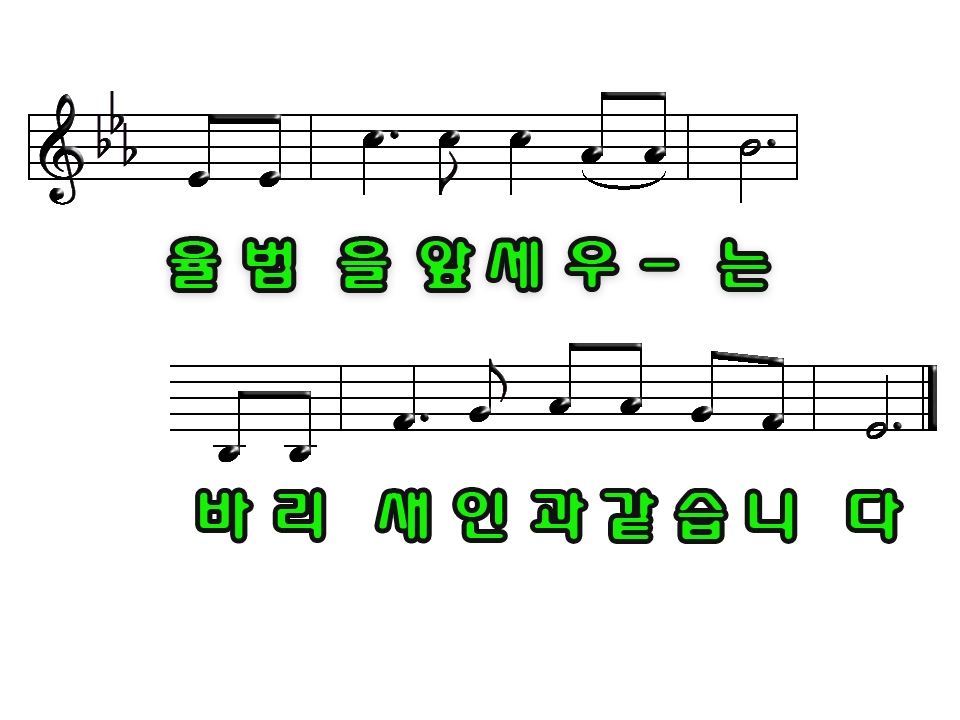 율 법 을 앞 세 우 - 는
바 리 새 인 과 같 습 니 다